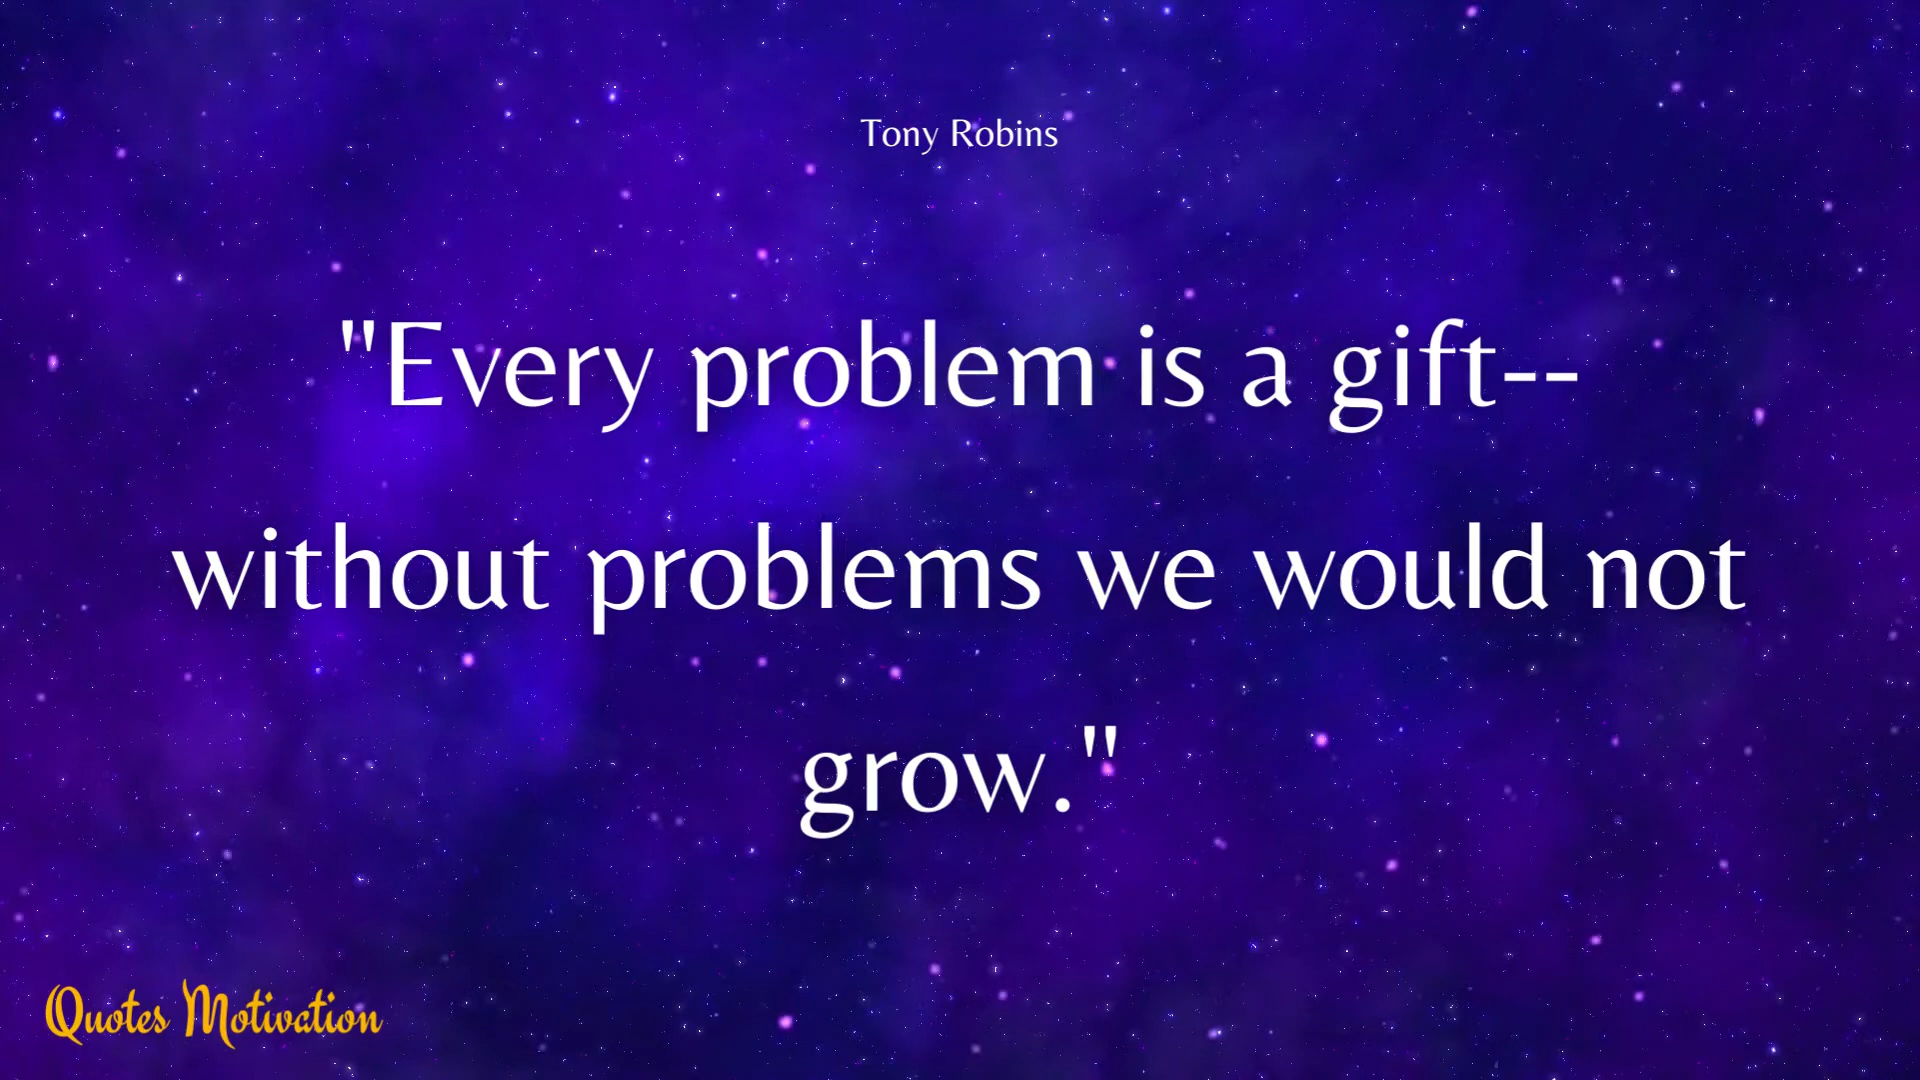 Tony Robins
"Every problem is a gift--
without problems we would not
grow."
Quotes Motivation